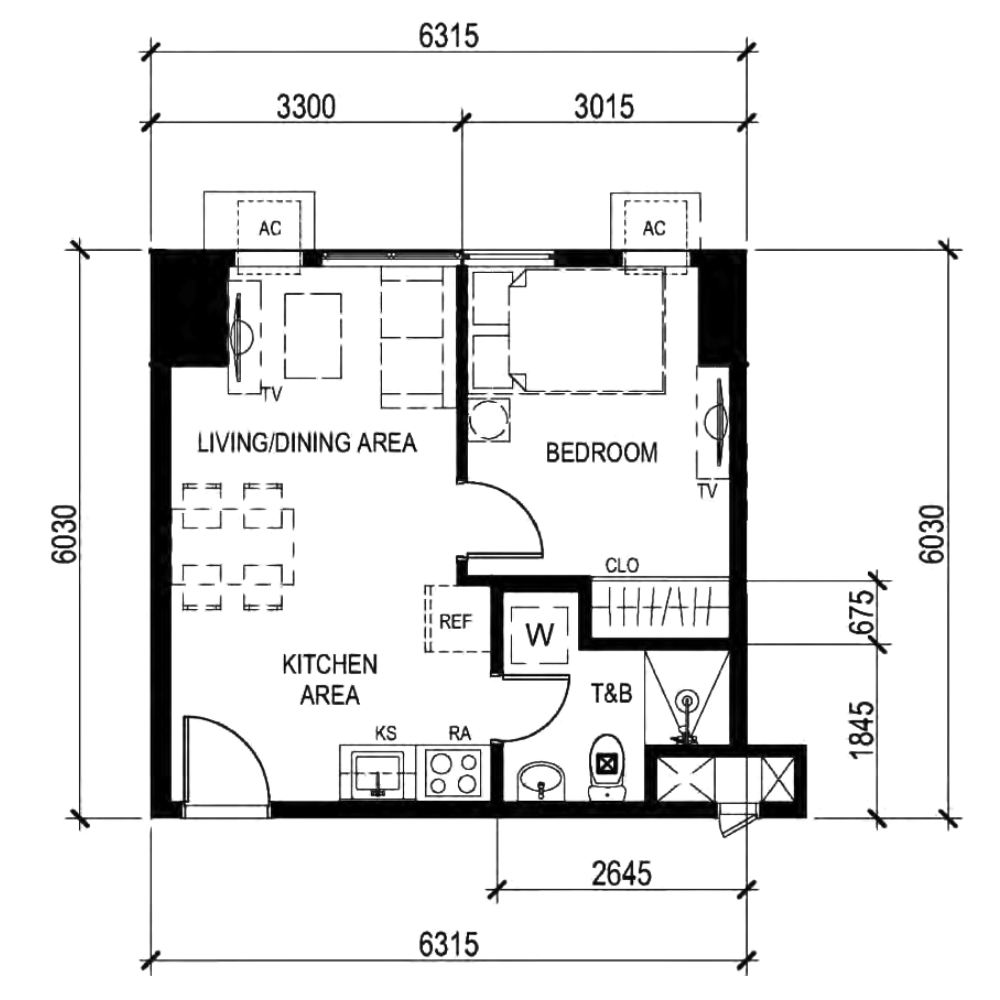 6315
3300
3015
AC
AC
TV
LIVING/DINING AREA
BEDROOM
TV
6030
6030
CLO
675
REF
W
KITCHEN
AREA
T&B
1845
KS
RA
2645
6315